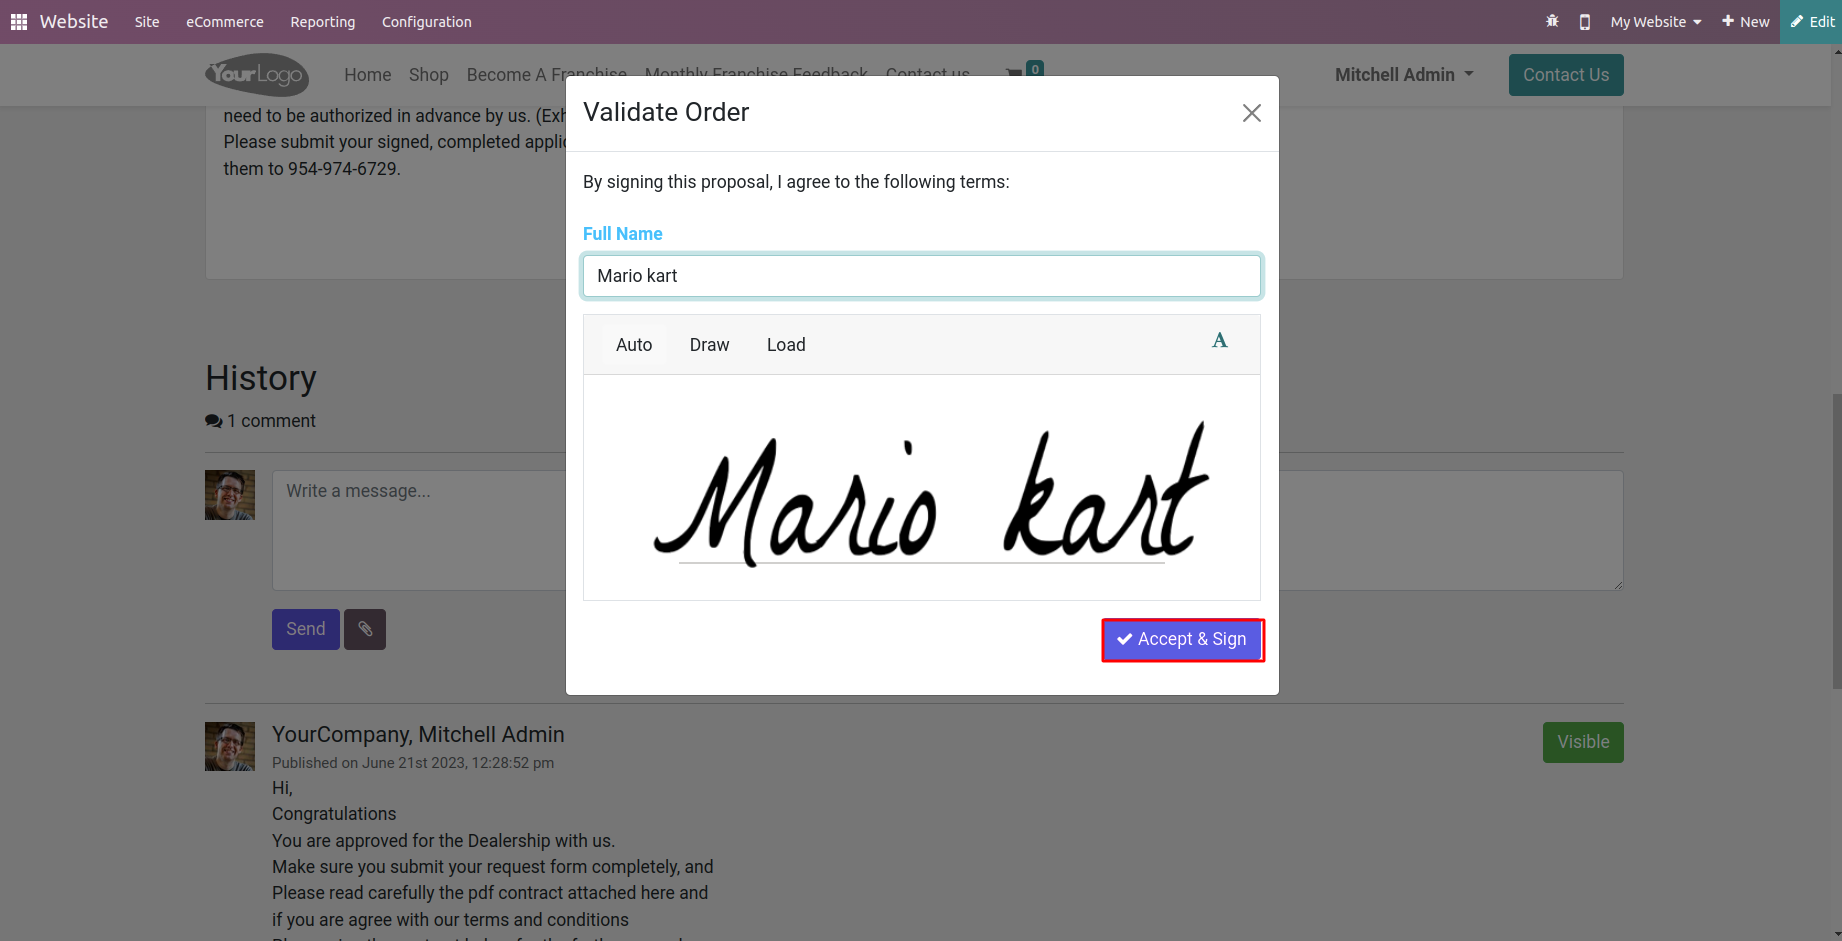 Website Site eCommerce Reporting Configuration My Website New Edit
YourLogo Home Shop Become A Franchise Monthly Franchise Feedback Contact us 0 Mitchell Admin Contact Us
need to be authorized in advance by us.
Please submit your signed, completed
them to 954-974-6729.
Validate Order
By signing this proposal, I agree to the following terms:
Full Name
Mario kart
Auto Draw Load A
Mario kart
Accept & Sign
History
1 comment
Write a message...
Send
YourCompany, Mitchell Admin
Visible
Published on June 21st 2023, 12:28:52 pm
Hi,
Congratulations
You are approved for the Dealership with us.
Make sure you submit your request form completely, and
Please read carefully the pdf contract attached here and
if you are agree with our terms and conditions